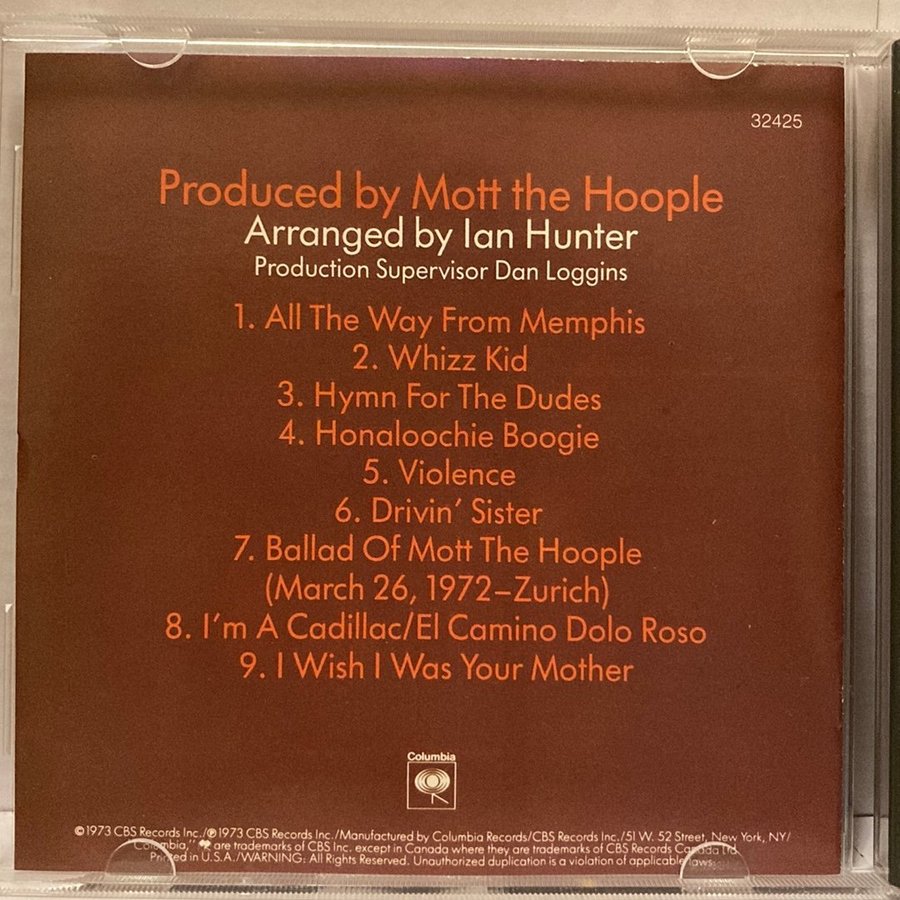 32425
Produced by Mott the Hoople
Arranged by Ian Hunter
Production Supervisor Dan Loggins
1. All The Way From Memphis
2. Whizz Kid
3. Hymn For The Dudes
4. Honaloochie Boogie
5. Violence
6. Drivin' Sister
7. Ballad Of Mott The Hoople
(March 26, 1972–Zurich)
8. I'm A Cadillac/El Camino Dolo Roso
9. I Wish I Was Your Mother
Columbia
©1973 CBS Records Inc./℗1973 CBS Records Inc./Manufactured by Columbia Records/CBS Records Inc./51 W. 52 Street, New York, NY/
"Columbia," are trademarks of CBS Inc. except in Canada where they are trademarks of CBS Records Canada Ltd.
Printed in U.S.A./WARNING: All Rights Reserved. Unauthorized duplication is a violation of applicable laws.